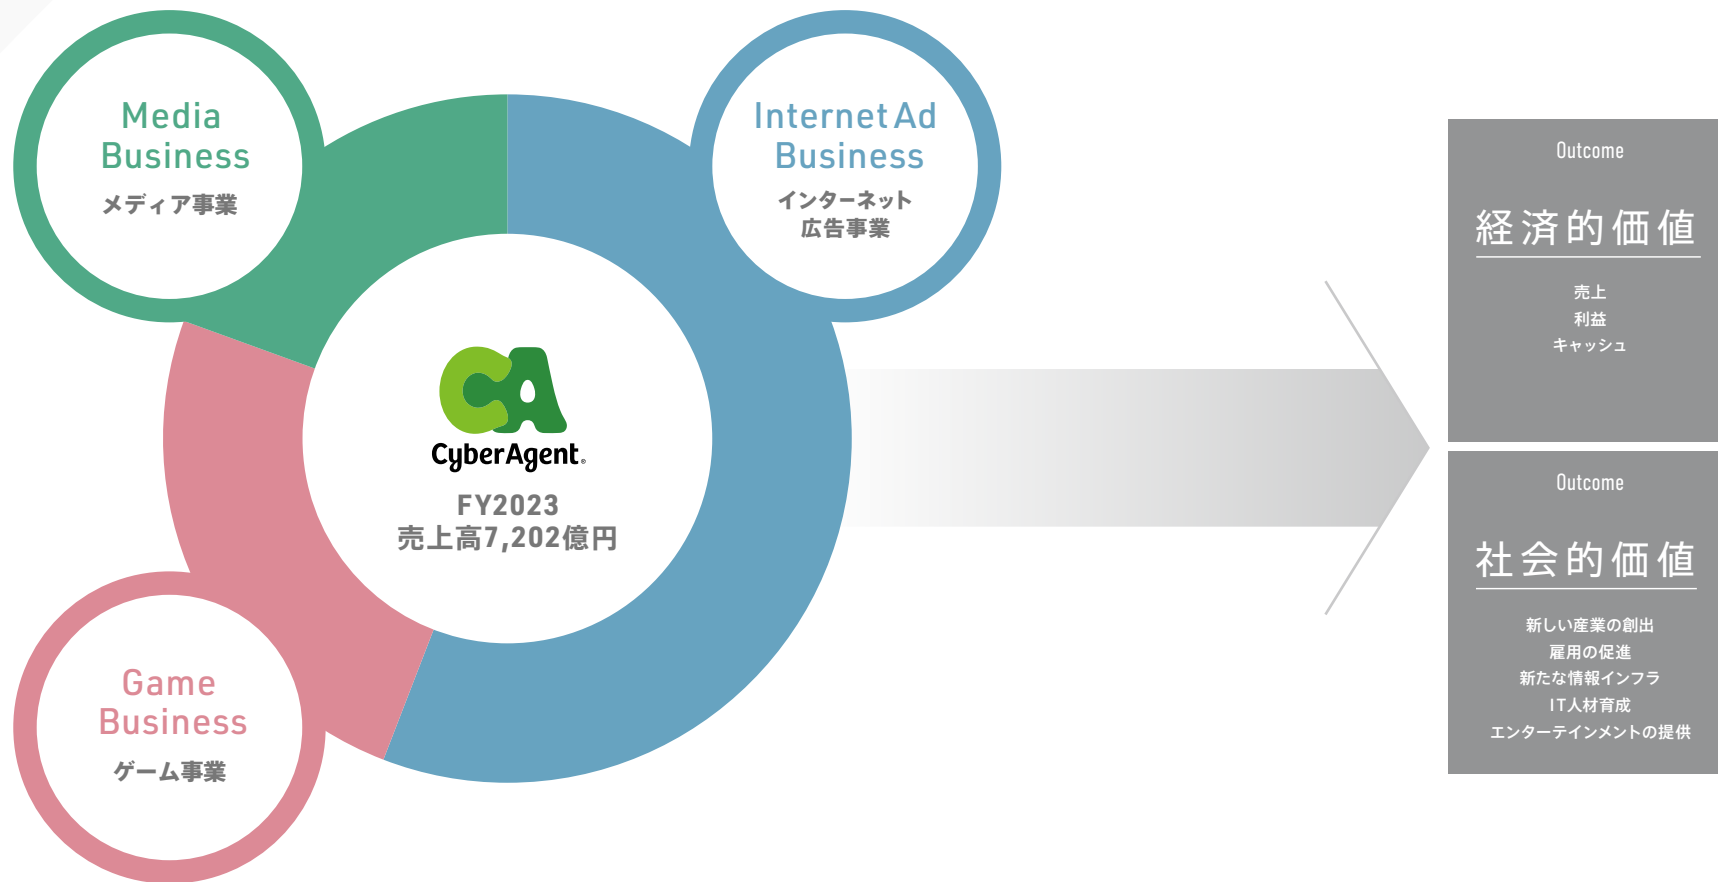 Media
Business
メディア事業
Internet Ad
Business
インターネット
広告事業
CA
CyberAgent®
FY2023
売上高7,202億円
Game
Business
ゲーム事業
Outcome
経済的価値
売上
利益
キャッシュ
Outcome
社会的価値
新しい産業の創出
雇用の促進
新たな情報インフラ
IT人材育成
エンターテインメントの提供